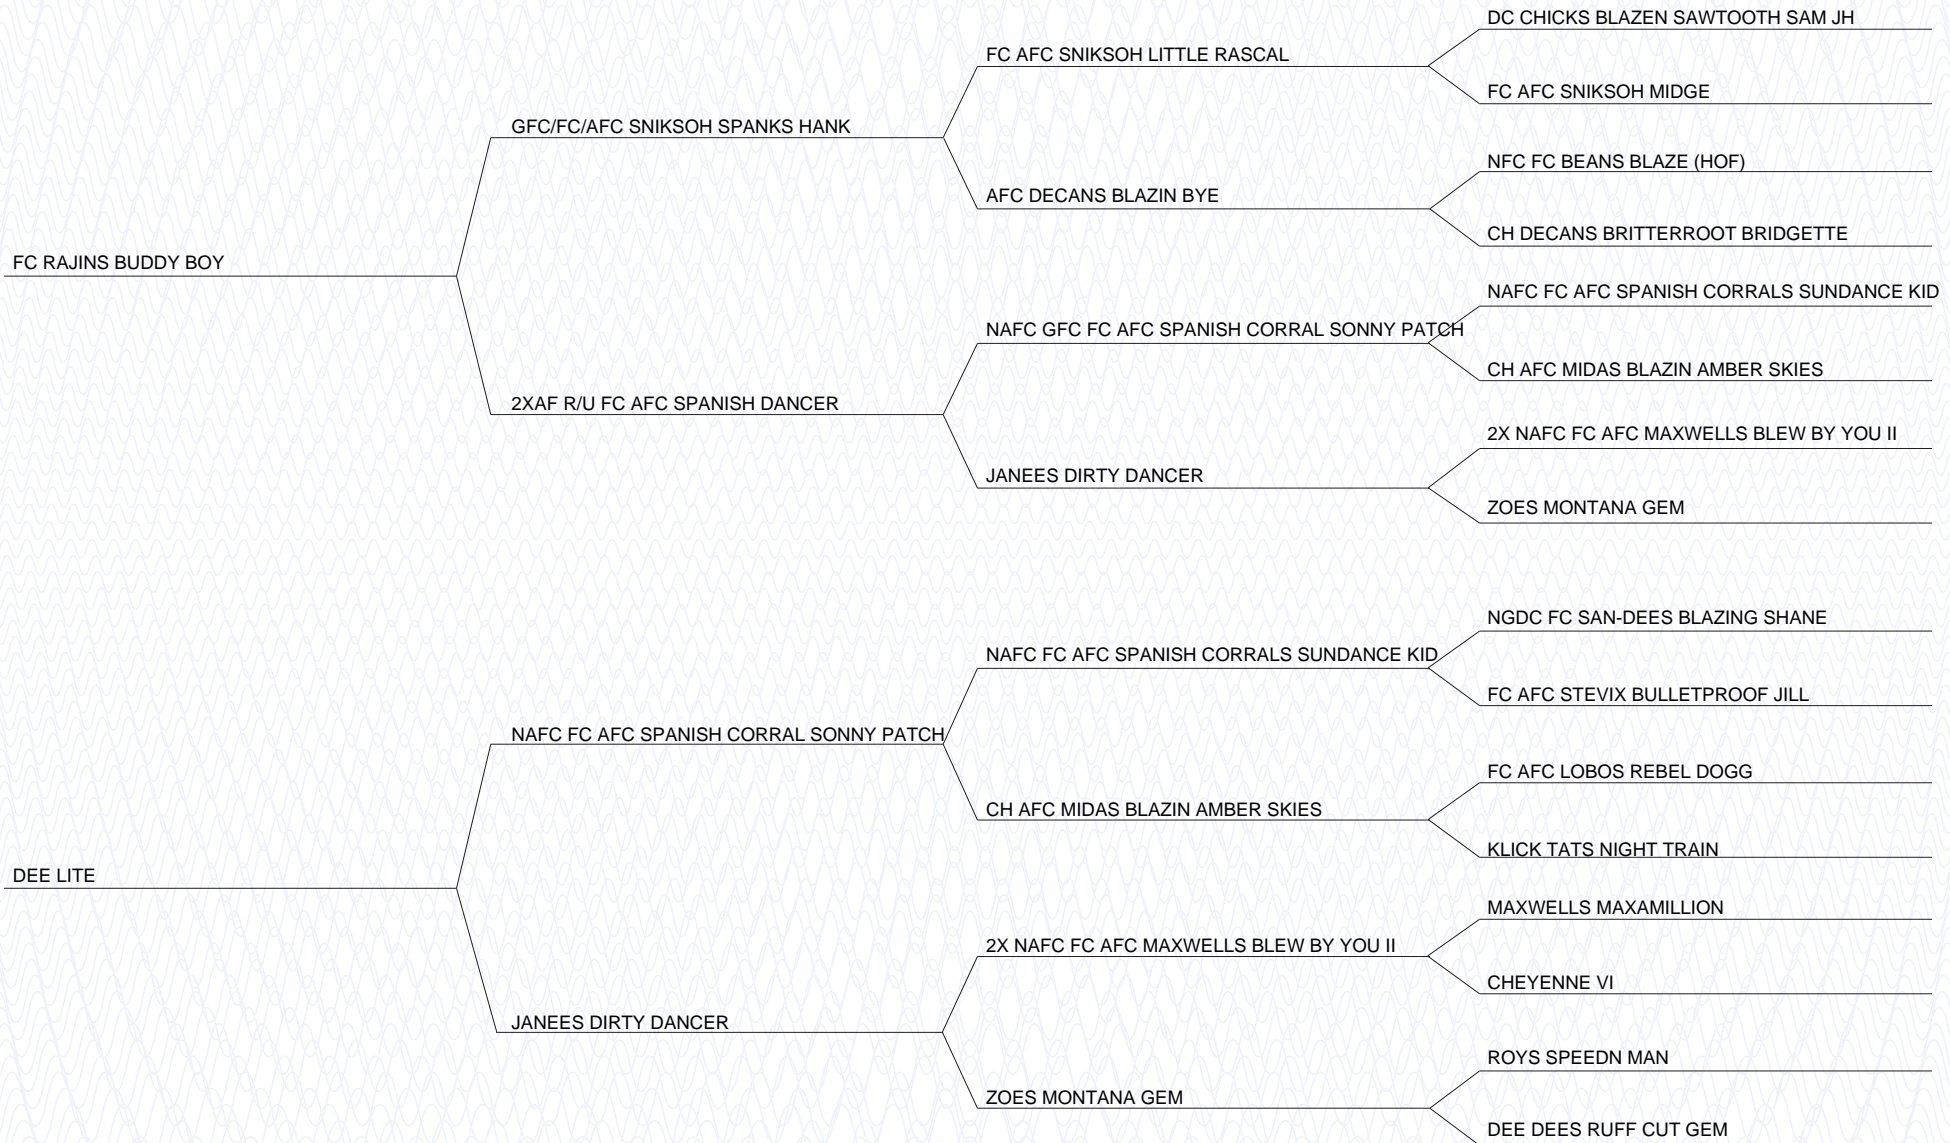 DC CHICKS BLAZEN SAWTOOTH SAM JH
FC AFC SNIKSOH LITTLE RASCAL
FC AFC SNIKSOH MIDGE
GFC/FC/AFC SNIKSOH SPANKS HANK
NFC FC BEANS BLAZE (HOF)
AFC DECANS BLAZIN BYE
CH DECANS BRITTERROOT BRIDGETTE
FC RAJINS BUDDY BOY
NAFC FC AFC SPANISH CORRALS SUNDANCE KID
NAFC GFC FC AFC SPANISH CORRAL SONNY PATCH
CH AFC MIDAS BLAZIN AMBER SKIES
2XAF R/U FC AFC SPANISH DANCER
2X NAFC FC AFC MAXWELLS BLEW BY YOU II
JANEES DIRTY DANCER
ZOES MONTANA GEM
NGDC FC SAN-DEES BLAZING SHANE
NAFC FC AFC SPANISH CORRALS SUNDANCE KID
FC AFC STEVIX BULLETPROOF JILL
NAFC FC AFC SPANISH CORRAL SONNY PATCH
FC AFC LOBOS REBEL DOGG
CH AFC MIDAS BLAZIN AMBER SKIES
KLICK TATS NIGHT TRAIN
DEE LITE
MAXWELLS MAXAMILLION
2X NAFC FC AFC MAXWELLS BLEW BY YOU II
CHEYENNE VI
JANEES DIRTY DANCER
ROYS SPEEDN MAN
ZOES MONTANA GEM
DEE DEES RUFF CUT GEM